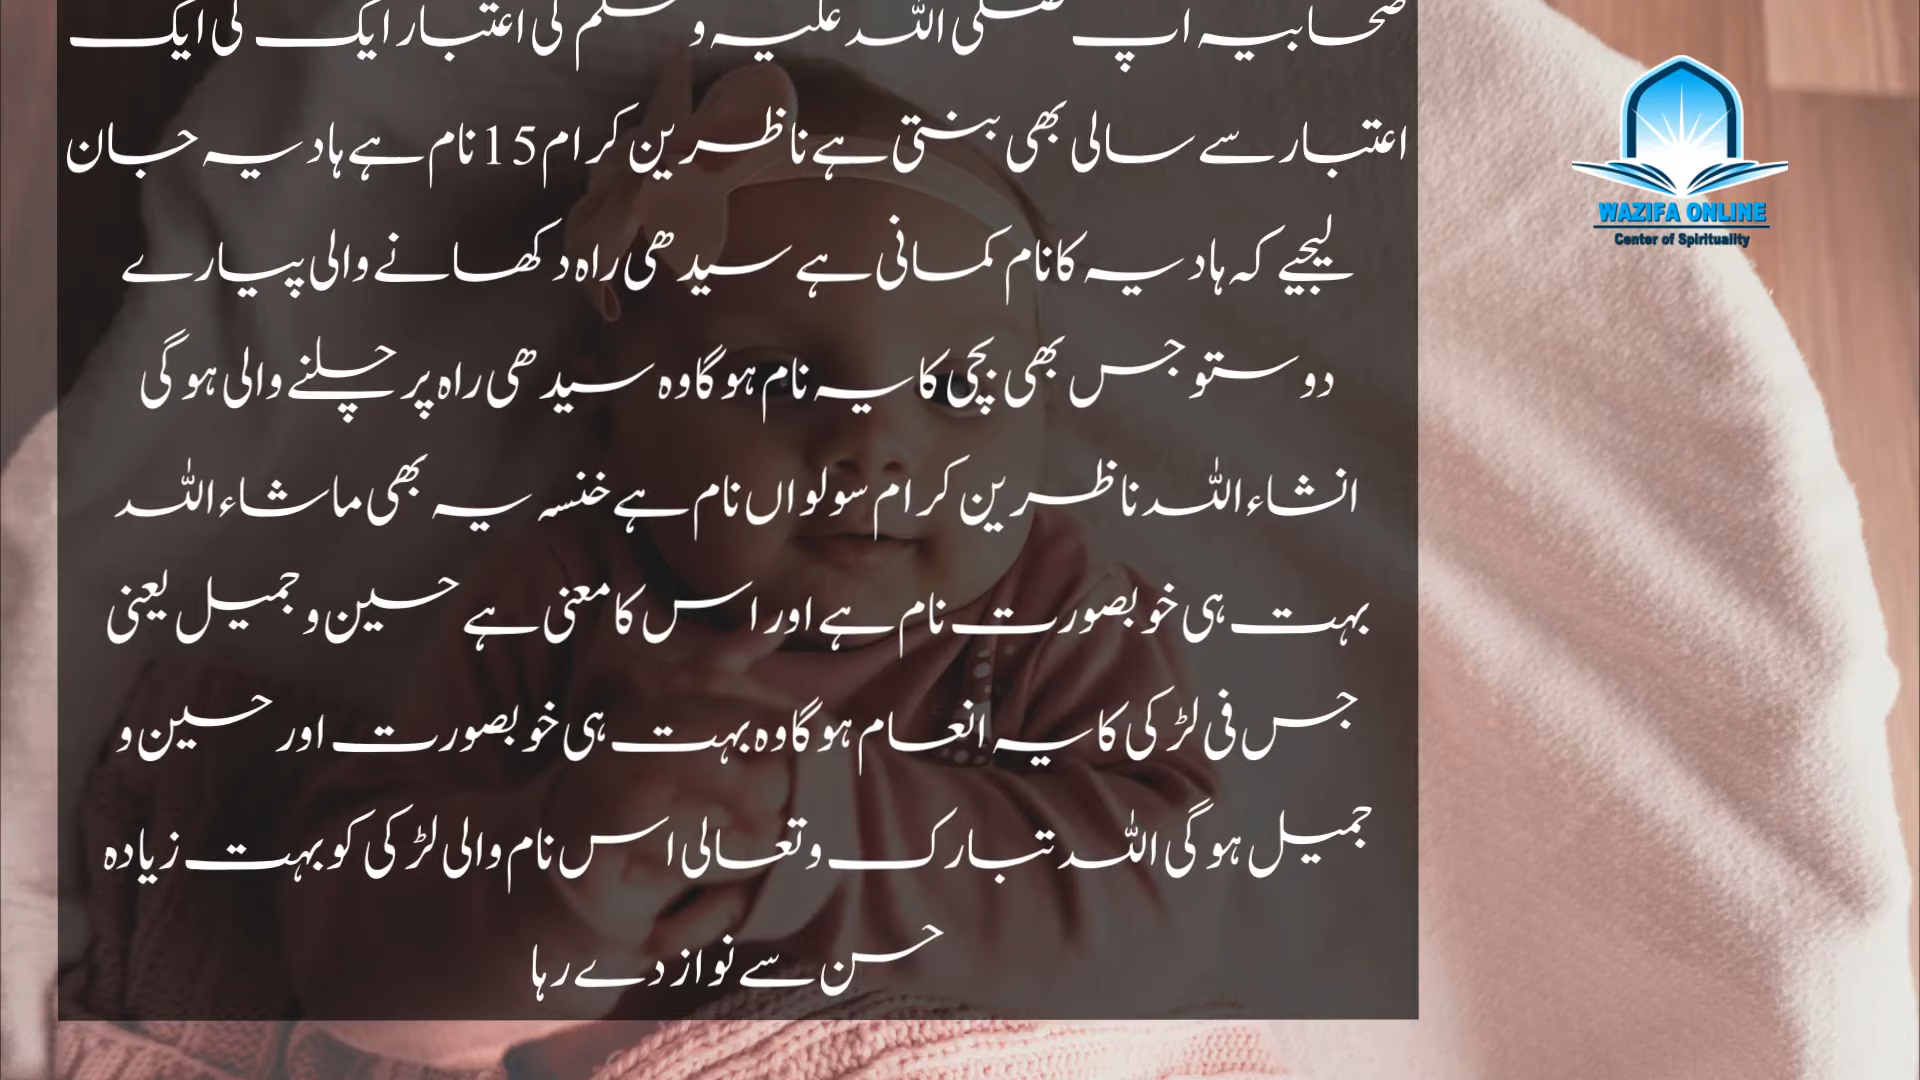 صحابیہ اپ صلی اللہ علیہ وسلم کی اعتبار ایک کی ایک
اعتبار سے سالی بھی بنتی ہے ناظرین کرام 15 نام ہے ہادیہ جان
لیجیے کہ ہادیہ کا نام کمانی ہے سیدھی راہ دکھانے والی پیارے
دوستو جس بھی بچی کا یہ نام ہوگا وہ سیدھی راہ پر چلنے والی ہوگی
انشاءاللہ ناظرین کرام سولواں نام ہے خنسہ یہ بھی ماشاءاللہ
بہت ہی خوبصورت نام ہے اور اس کا معنی ہے حسین و جمیل یعنی
جس فی لڑکی کا یہ انعام ہوگا وہ بہت ہی خوبصورت اور حسین و
جمیل ہوگی اللہ تبارک و تعالی اس نام والی لڑکی کو بہت زیادہ
حسن سے نواز دے رہا
WAZIFA ONLINE
Center of Spirituality